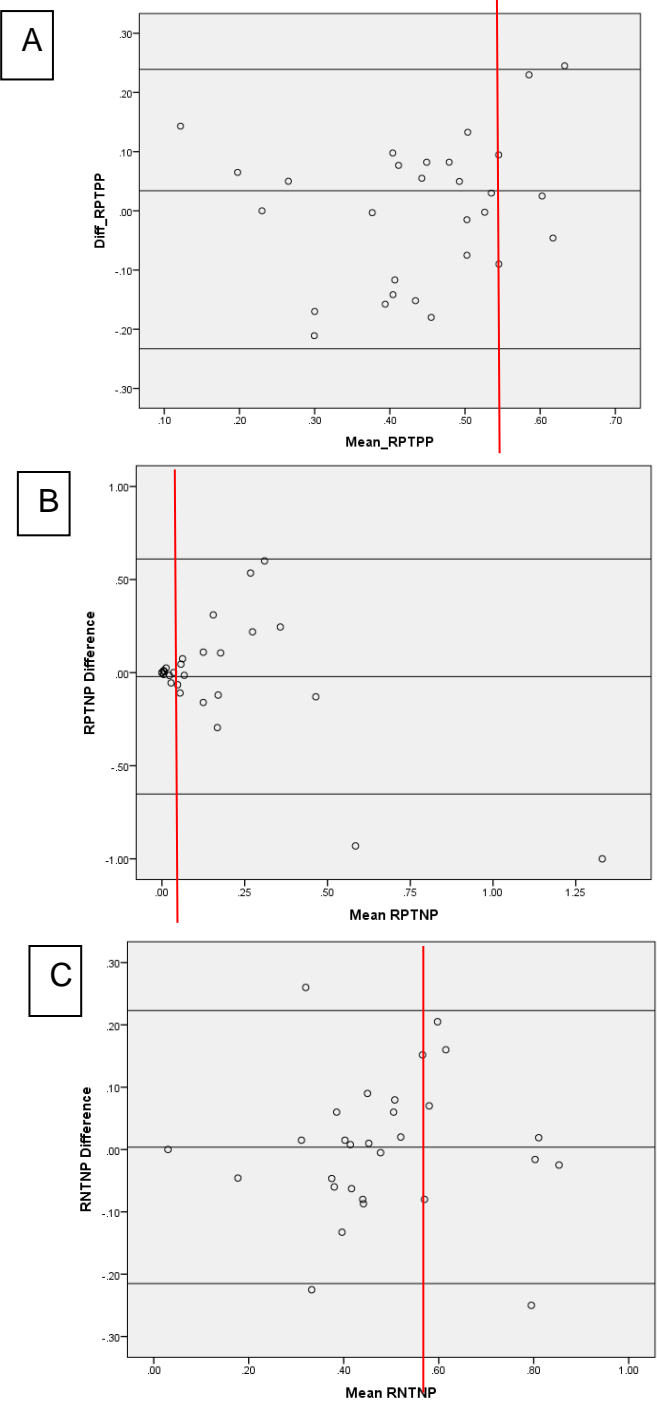 A
.30
.20
.10
.00
-.10
-.20
-.30
Diff_RPTPP
.10 .20 .30 .40 .50 .60 .70
Mean_RPTPP
B
1.00
.50
.00
-.50
-1.00
RPTNP Difference
.00 .25 .50 .75 1.00 1.25
Mean RPTNP
C
.30
.20
.10
.00
-.10
-.20
-.30
RNTNP Difference
.00 .20 .40 .60 .80 1.00
Mean RNTNP